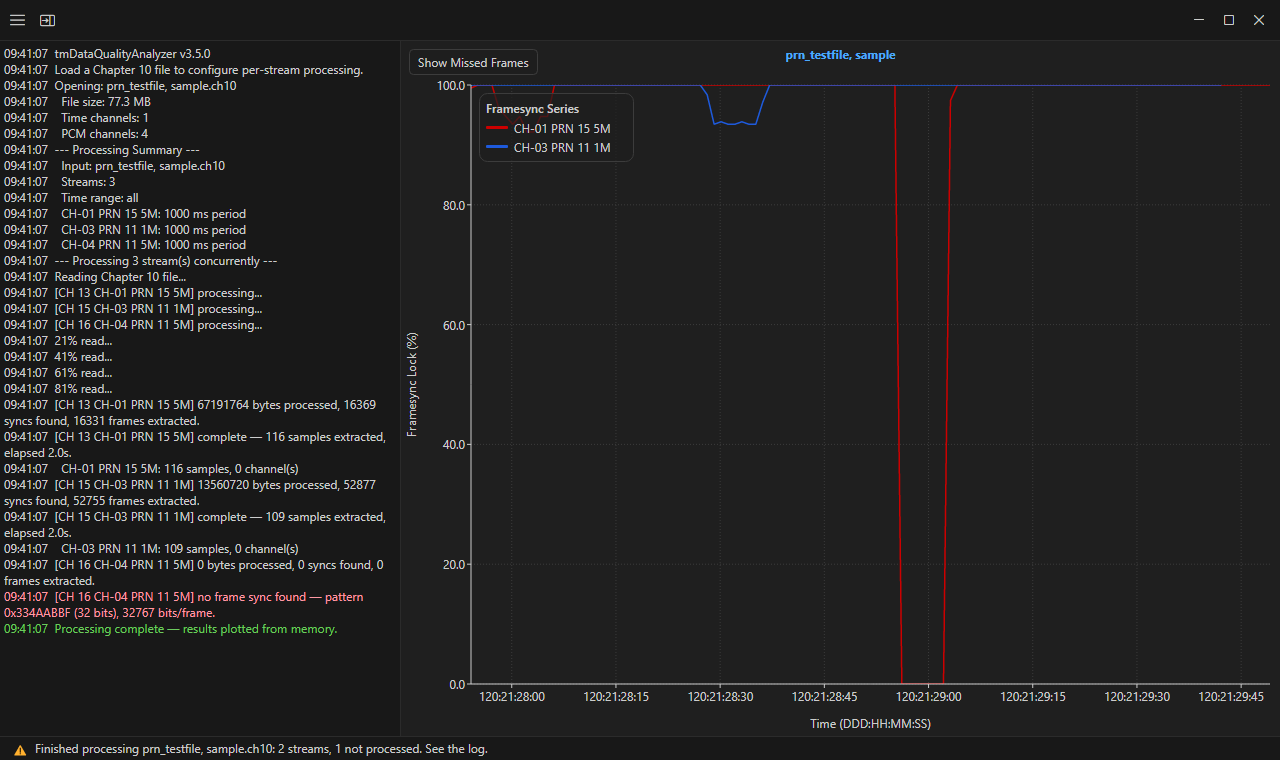 09:41:07 tmDataQualityAnalyzer v3.5.0
09:41:07 Load a Chapter 10 file to configure per-stream processing.
09:41:07 Opening: prn_testfile, sample.ch10
09:41:07 File size: 77.3 MB
09:41:07 Time channels: 1
09:41:07 PCM channels: 4
09:41:07 --- Processing Summary ---
09:41:07 Input: prn_testfile, sample.ch10
09:41:07 Streams: 3
09:41:07 Time range: all
09:41:07 CH-01 PRN 15 5M: 1000 ms period
09:41:07 CH-03 PRN 11 1M: 1000 ms period
09:41:07 CH-04 PRN 11 5M: 1000 ms period
09:41:07 --- Processing 3 stream(s) concurrently ---
09:41:07 Reading Chapter 10 file...
09:41:07 [CH 13 CH-01 PRN 15 5M] processing...
09:41:07 [CH 15 CH-03 PRN 11 1M] processing...
09:41:07 [CH 16 CH-04 PRN 11 5M] processing...
09:41:07 21% read...
09:41:07 41% read...
09:41:07 61% read...
09:41:07 81% read...
09:41:07 [CH 13 CH-01 PRN 15 5M] 67191764 bytes processed, 16369
syncs found, 16331 frames extracted.
09:41:07 [CH 13 CH-01 PRN 15 5M] complete — 116 samples extracted,
elapsed 2.0s.
09:41:07 CH-01 PRN 15 5M: 116 samples, 0 channel(s)
09:41:07 [CH 15 CH-03 PRN 11 1M] 13560720 bytes processed, 52877
syncs found, 52755 frames extracted.
09:41:07 [CH 15 CH-03 PRN 11 1M] complete — 109 samples extracted,
elapsed 2.0s.
09:41:07 CH-03 PRN 11 1M: 109 samples, 0 channel(s)
09:41:07 [CH 16 CH-04 PRN 11 5M] 0 bytes processed, 0 syncs found, 0
frames extracted.
09:41:07 [CH 16 CH-04 PRN 11 5M] no frame sync found — pattern
0x334AABBF (32 bits), 32767 bits/frame.
09:41:07 Processing complete — results plotted from memory.
Show Missed Frames
prn_testfile, sample
Framesync Series
CH-01 PRN 15 5M
CH-03 PRN 11 1M
100.0
80.0
60.0
40.0
20.0
0.0
Framesync Lock (%)
120:21:28:00 120:21:28:15 120:21:28:30 120:21:28:45 120:21:29:00 120:21:29:15 120:21:29:30 120:21:29:45
Time (DDD:HH:MM:SS)
Finished processing prn_testfile, sample.ch10: 2 streams, 1 not processed. See the log.